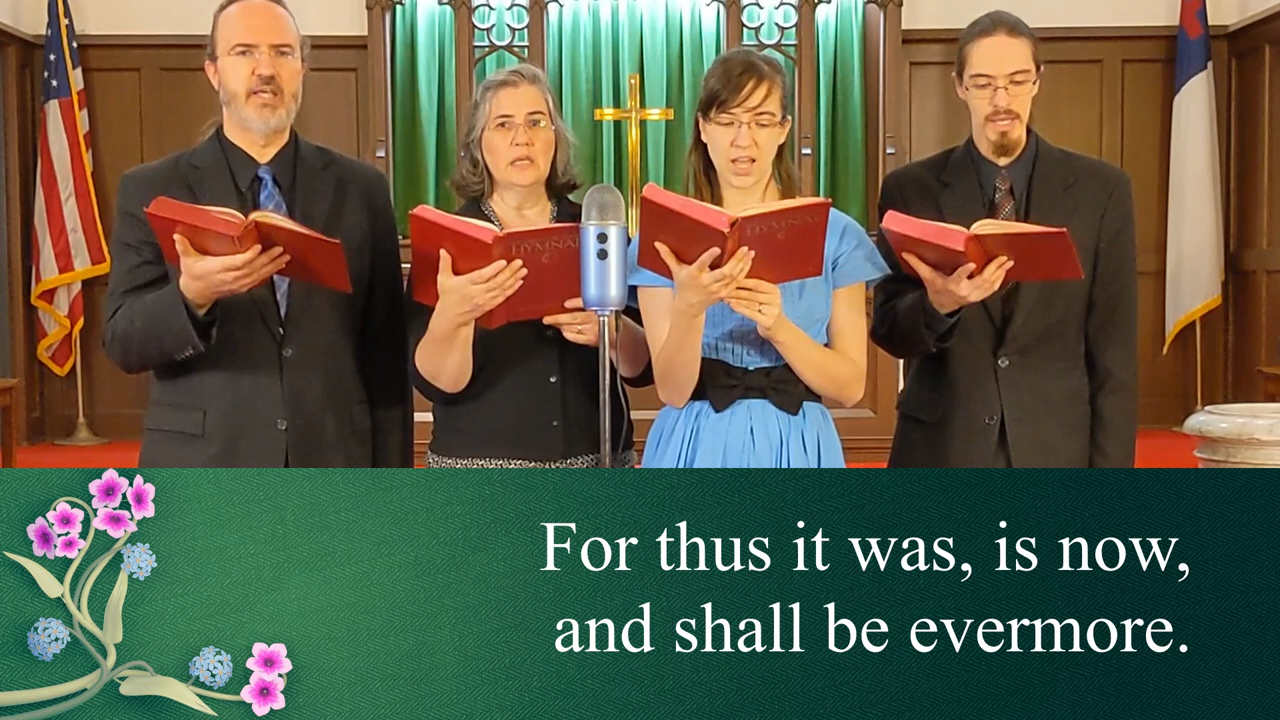 HYMNAL
HYMNAL
For thus it was, is now,
and shall be evermore.